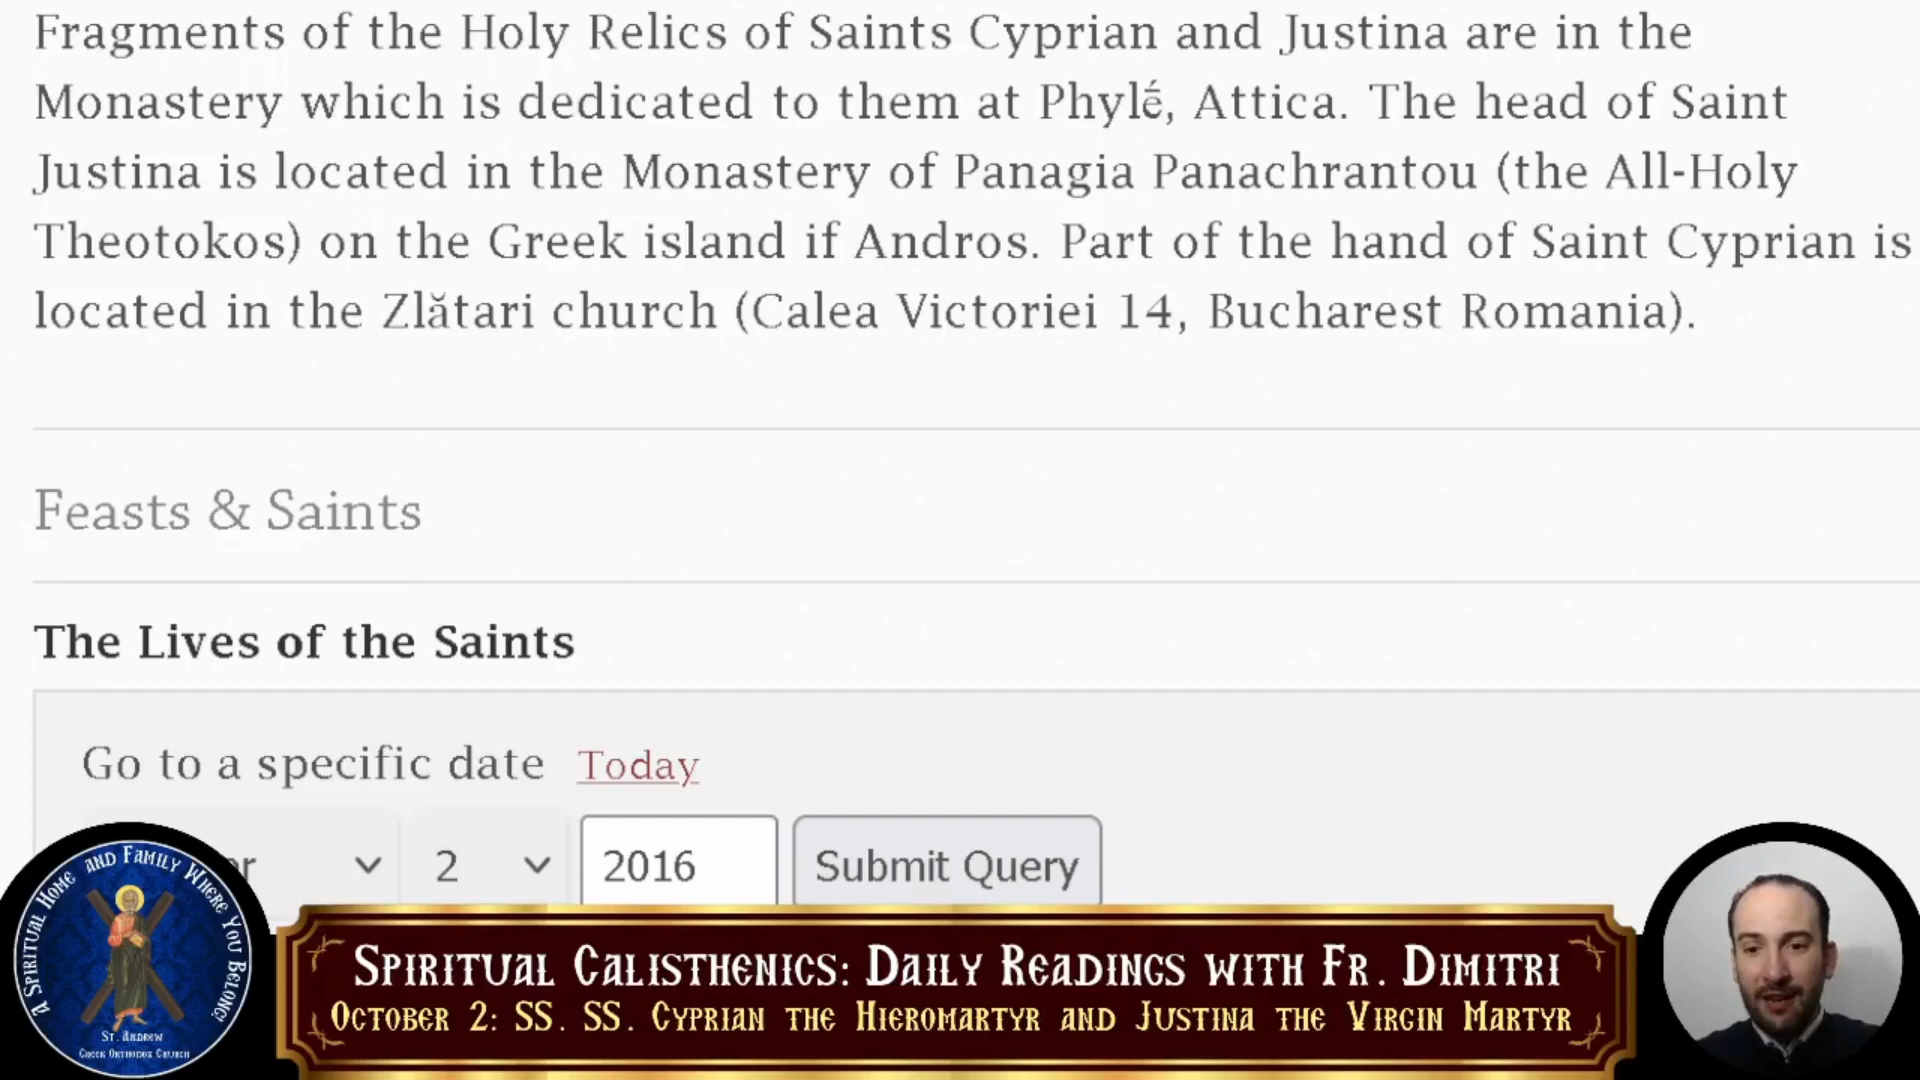 Fragments of the Holy Relics of Saints Cyprian and Justina are in the
Monastery which is dedicated to them at Phylḗ, Attica. The head of Saint
Justina is located in the Monastery of Panagia Panachrantou (the All-Holy
Theotokos) on the Greek island if Andros. Part of the hand of Saint Cyprian is
located in the Zlătari church (Calea Victoriei 14, Bucharest Romania).
Feasts & Saints
The Lives of the Saints
Go to a specific date Today
er 2 2016 Submit Query
A Spiritual Home and Family Where You Belong!
St. Andrew
Greek Orthodox Church
Spiritual Calisthenics: Daily Readings with Fr. Dimitri
October 2: SS. SS. Cyprian the Hieromartyr and Justina the Virgin Martyr